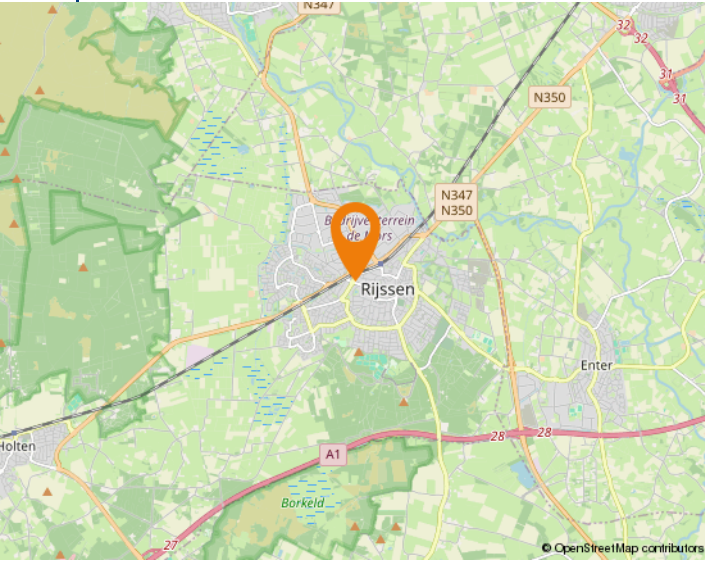 N347
32
32
31
31
N350
N347
N350
de Mors
Rijssen
Enter
Holten
28
28
A1
Borkeld
27
© OpenStreetMap contributors